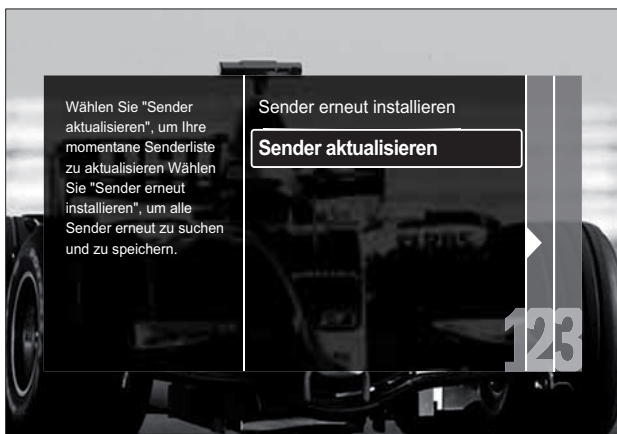 Wählen Sie "Sender
aktualisieren", um Ihre
momentane Senderliste
zu aktualisieren Wählen
Sie "Sender erneut
installieren", um alle
Sender erneut zu suchen
und zu speichern.
Sender erneut installieren
Sender aktualisieren
123